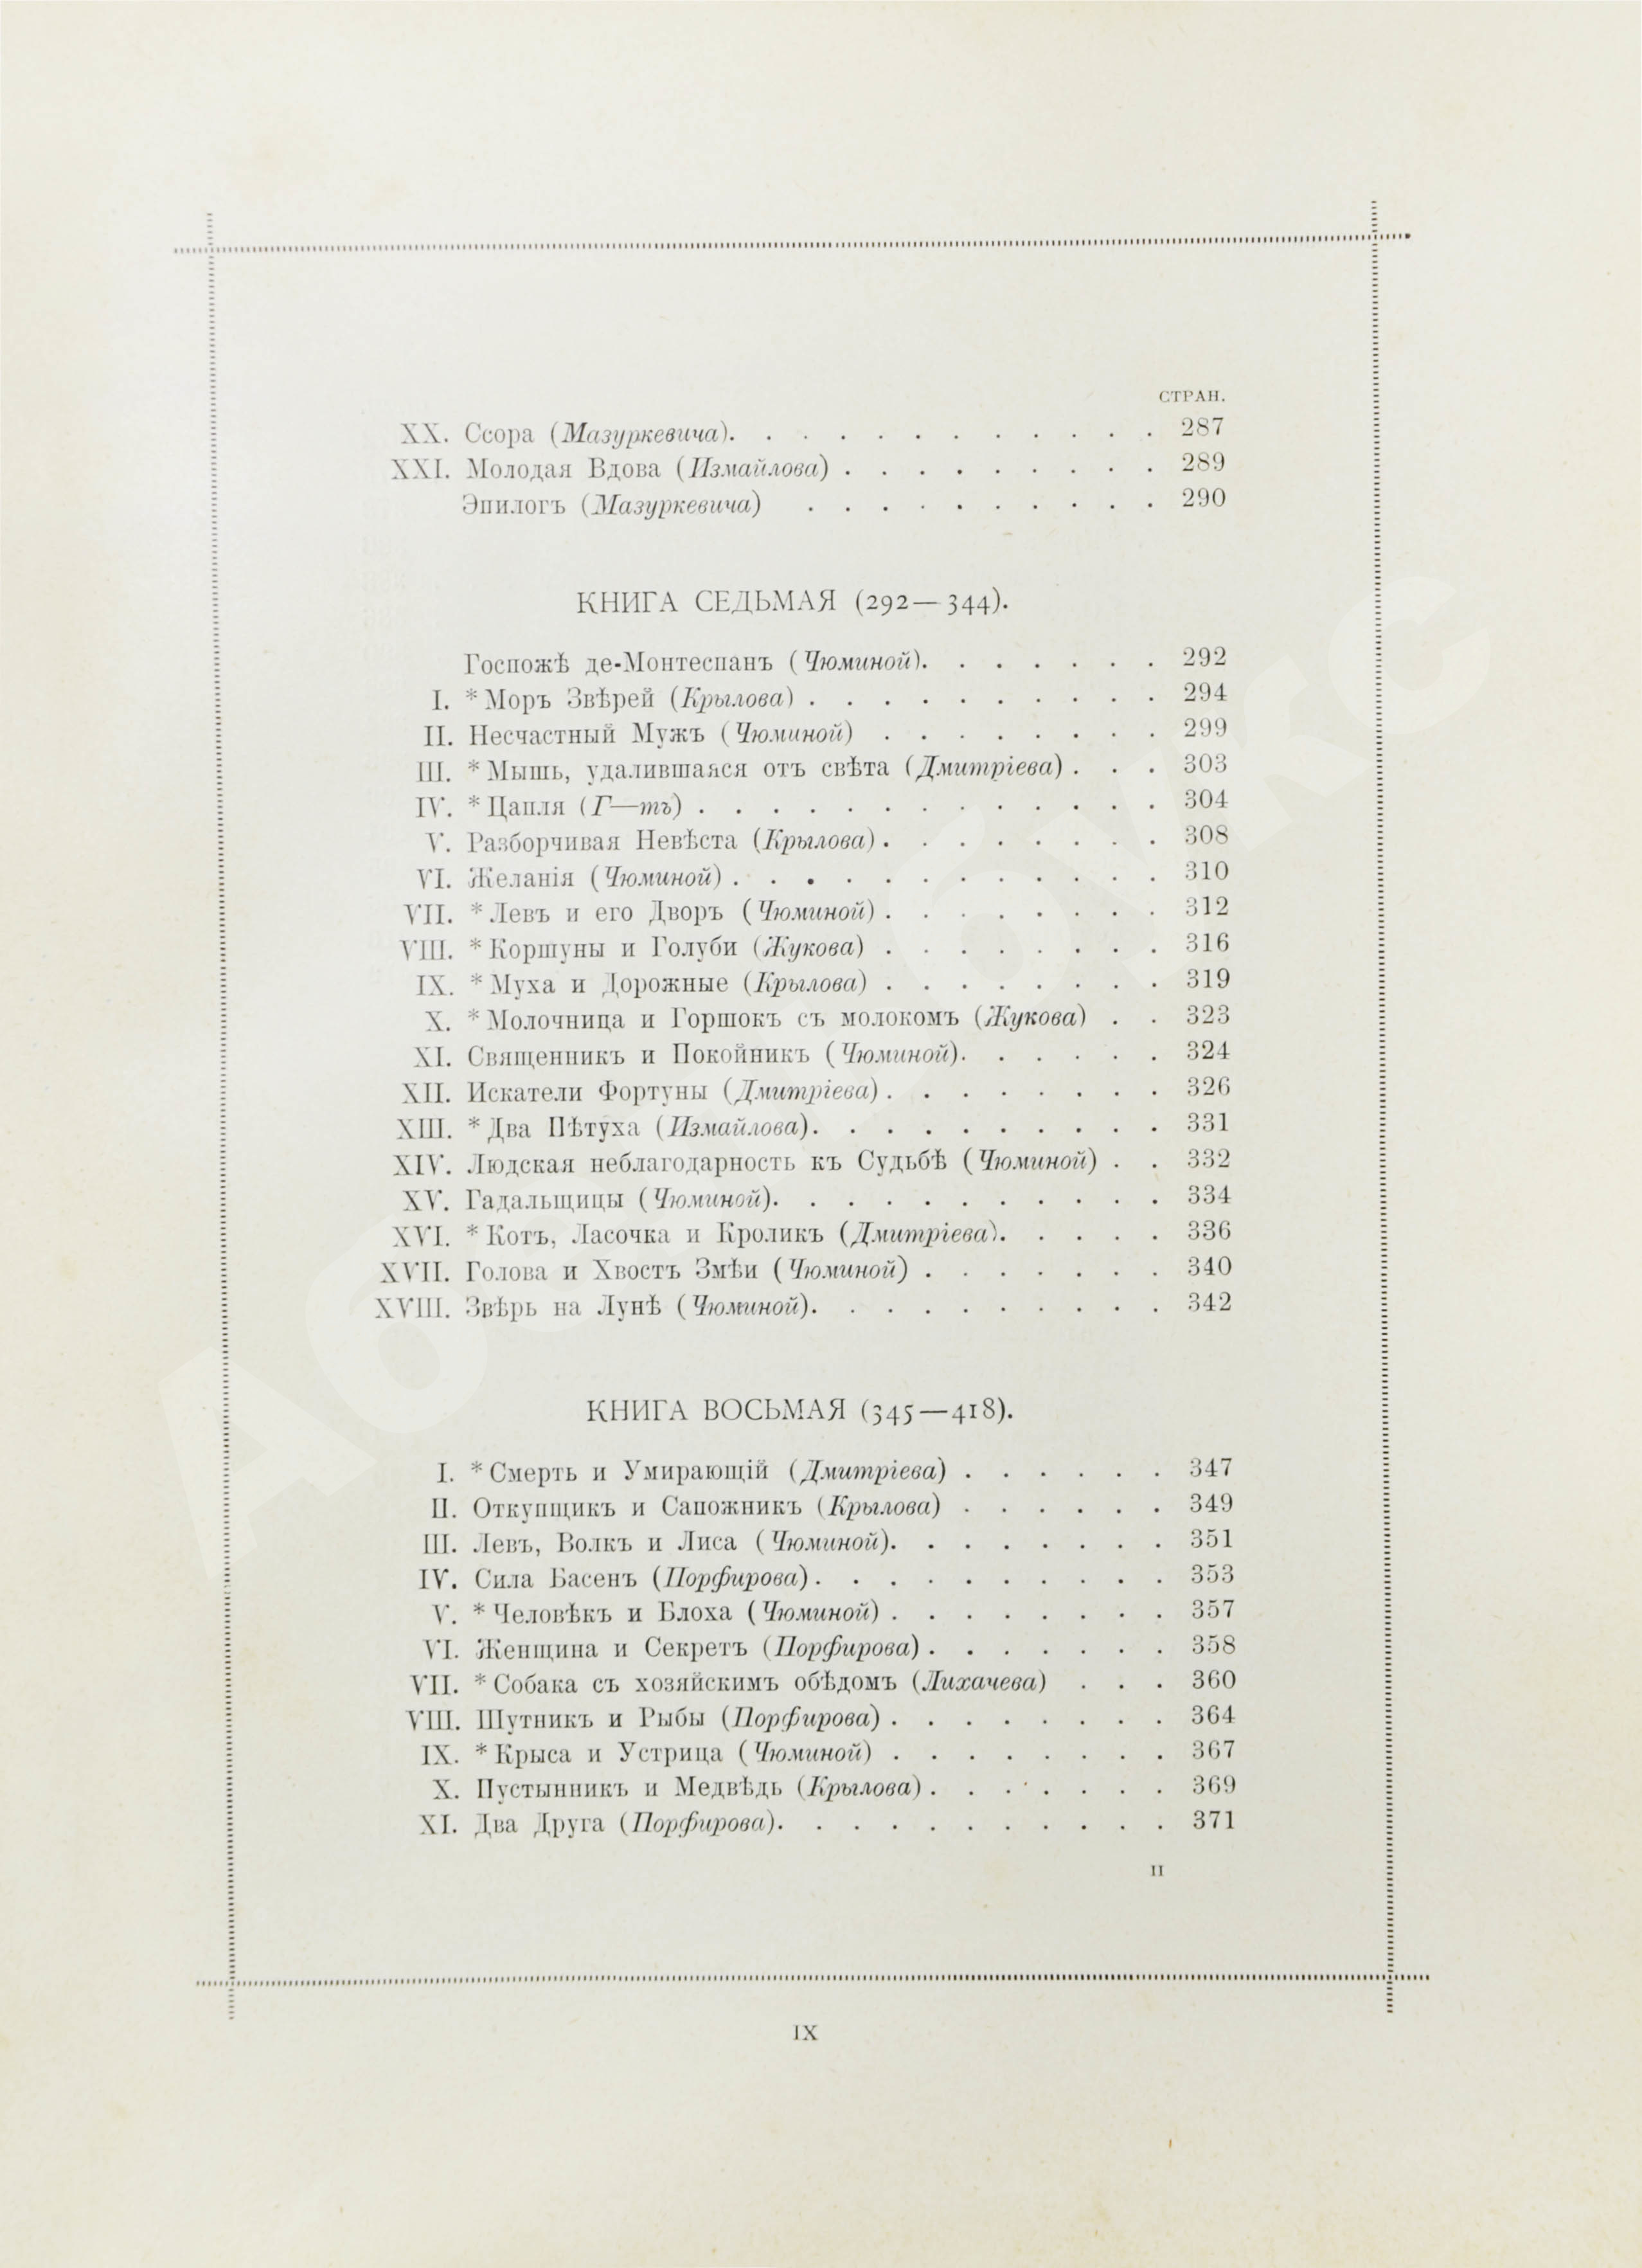 СТРАН.
XX. Ссора (Мазуркевича). . . . . . . . . . . . 287
XXI. Молодая Вдова (Измайлова) . . . . . . . . . 289
Эпилогъ (Мазуркевича) . . . . . . . . . . 290
КНИГА СЕДЬМАЯ (292—344).
Госпожѣ де-Монтеспанъ (Чюминой). . . . . . . 292
I. * Моръ Звѣрей (Крылова) . . . . . . . . . . 294
II. Несчастный Мужъ (Чюминой) . . . . . . . . 299
III. * Мышь, удалившаяся отъ свѣта (Дмитріева) . . . 303
IV. * Цапля (Г—тъ) . . . . . . . . . . . . . 304
V. Разборчивая Невѣста (Крылова) . . . . . . . . 308
VI. Желанія (Чюминой) . . . . . . . . . . . . 310
VII. * Левъ и его Дворъ (Чюминой) . . . . . . . . 312
VIII. * Коршуны и Голуби (Жукова) . . . . . . . . 316
IX. * Муха и Дорожные (Крылова) . . . . . . . . 319
X. * Молочница и Горшокъ съ молокомъ (Жукова) . . 323
XI. Священникъ и Покойникъ (Чюминой). . . . . . 324
XII. Искатели Фортуны (Дмитріева) . . . . . . . . 326
XIII. * Два Пѣтуха (Измайлова). . . . . . . . . . 331
XIV. Людская неблагодарность къ Судьбѣ (Чюминой) . . 332
XV. Гадальщицы (Чюминой). . . . . . . . . . . 334
XVI. * Котъ, Ласочка и Кроликъ (Дмитріева). . . . . 336
XVII. Голова и Хвостъ Змѣи (Чюминой) . . . . . . . 340
XVIII. Звѣрь на Лунѣ (Чюминой). . . . . . . . . . 342
КНИГА ВОСЬМАЯ (345—418).
I. * Смерть и Умирающій (Дмитріева) . . . . . . 347
II. Откупщикъ и Сапожникъ (Крылова) . . . . . . 349
III. Левъ, Волкъ и Лиса (Чюминой). . . . . . . . 351
IV. Сила Басенъ (Порфирова) . . . . . . . . . . 353
V. * Человѣкъ и Блоха (Чюминой) . . . . . . . . 357
VI. Женщина и Секретъ (Порфирова) . . . . . . . 358
VII. * Собака съ хозяйскимъ обѣдомъ (Лихачева) . . . 360
VIII. Шутникъ и Рыбы (Порфирова) . . . . . . . . 364
IX. * Крыса и Устрица (Чюминой) . . . . . . . . 367
X. Пустынникъ и Медвѣдь (Крылова) . . . . . . . 369
XI. Два Друга (Порфирова). . . . . . . . . . . 371
II
IX